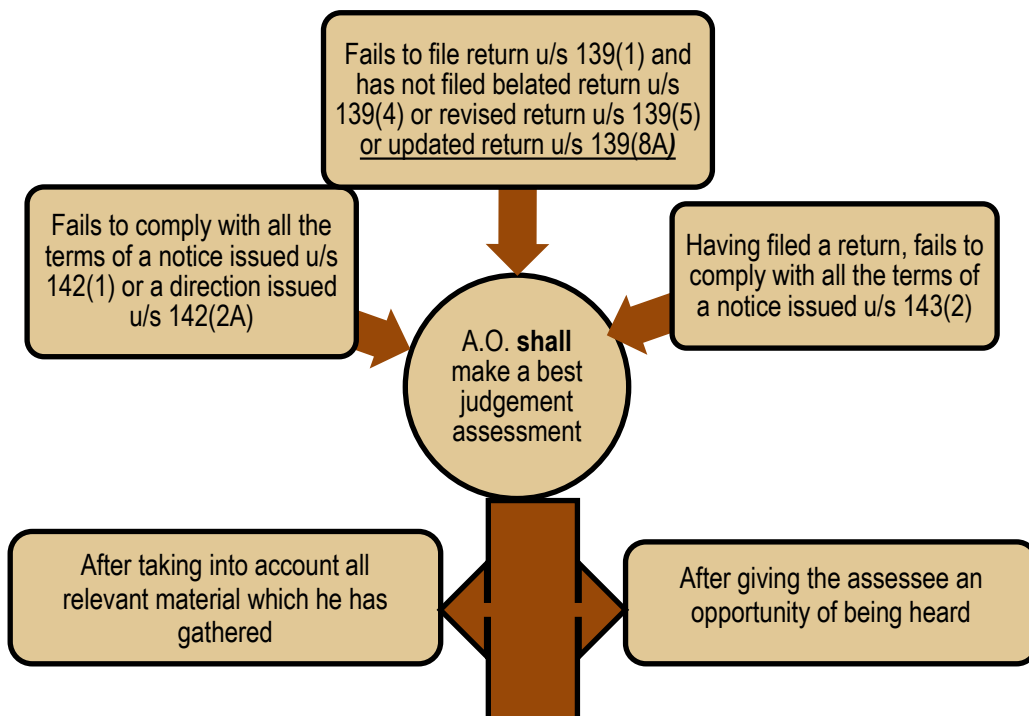 Fails to file return u/s 139(1) and
has not filed belated return u/s
139(4) or revised return u/s 139(5)
or updated return u/s 139(8A)
Fails to comply with all the
terms of a notice issued u/s
142(1) or a direction issued
u/s 142(2A)
Having filed a return, fails to
comply with all the terms of
a notice issued u/s 143(2)
A.O. shall
make a best
judgement
assessment
After taking into account all
relevant material which he has
gathered
After giving the assessee an
opportunity of being heard